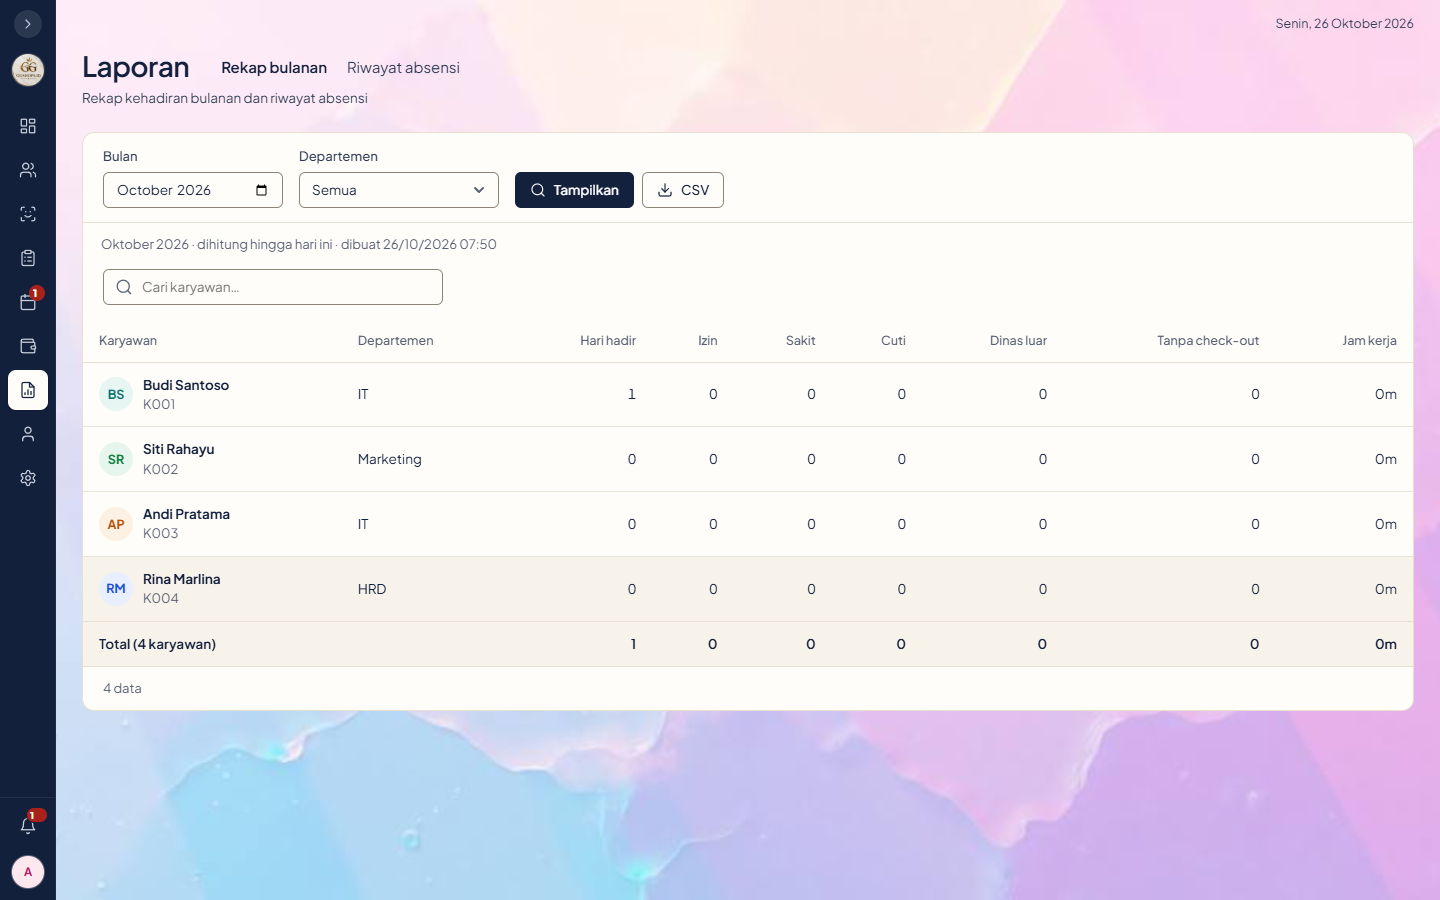 Senin, 26 Oktober 2026
Laporan
Rekap bulanan
Riwayat absensi
Rekap kehadiran bulanan dan riwayat absensi
Bulan
Departemen
October 2026
Semua
Tampilkan
CSV
Oktober 2026 · dihitung hingga hari ini · dibuat 26/10/2026 07:50
Cari karyawan...
Karyawan Departemen Hari hadir Izin Sakit Cuti Dinas luar Tanpa check-out Jam kerja
BS Budi Santoso K001 IT 1 0 0 0 0 0 0m
SR Siti Rahayu K002 Marketing 0 0 0 0 0 0 0m
AP Andi Pratama K003 IT 0 0 0 0 0 0 0m
RM Rina Marlina K004 HRD 0 0 0 0 0 0 0m
Total (4 karyawan) 1 0 0 0 0 0 0m
4 data
GG
1
1
A